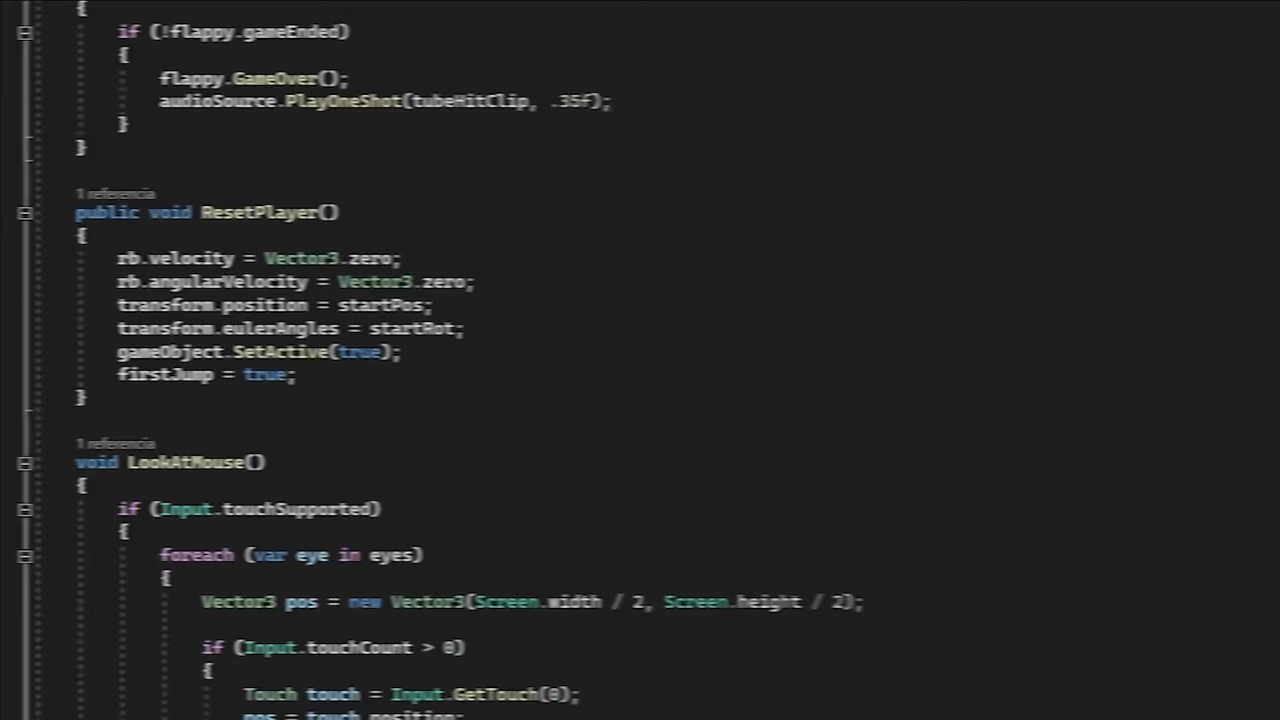 {
if (!flappy.gameEnded)
{
flappy.GameOver();
audioSource.PlayOneShot(tubeHitClip, .35f);
}
}
1 referencia
public void ResetPlayer()
{
rb.velocity = Vector3.zero;
rb.angularVelocity = Vector3.zero;
transform.position = startPos;
transform.eulerAngles = startRot;
gameObject.SetActive(true);
firstJump = true;
}
1 referencia
void LookAtMouse()
{
if (Input.touchSupported)
{
foreach (var eye in eyes)
{
Vector3 pos = new Vector3(Screen.width / 2, Screen.height / 2);
if (Input.touchCount > 0)
{
Touch touch = Input.GetTouch(0);
pos = touch.position;